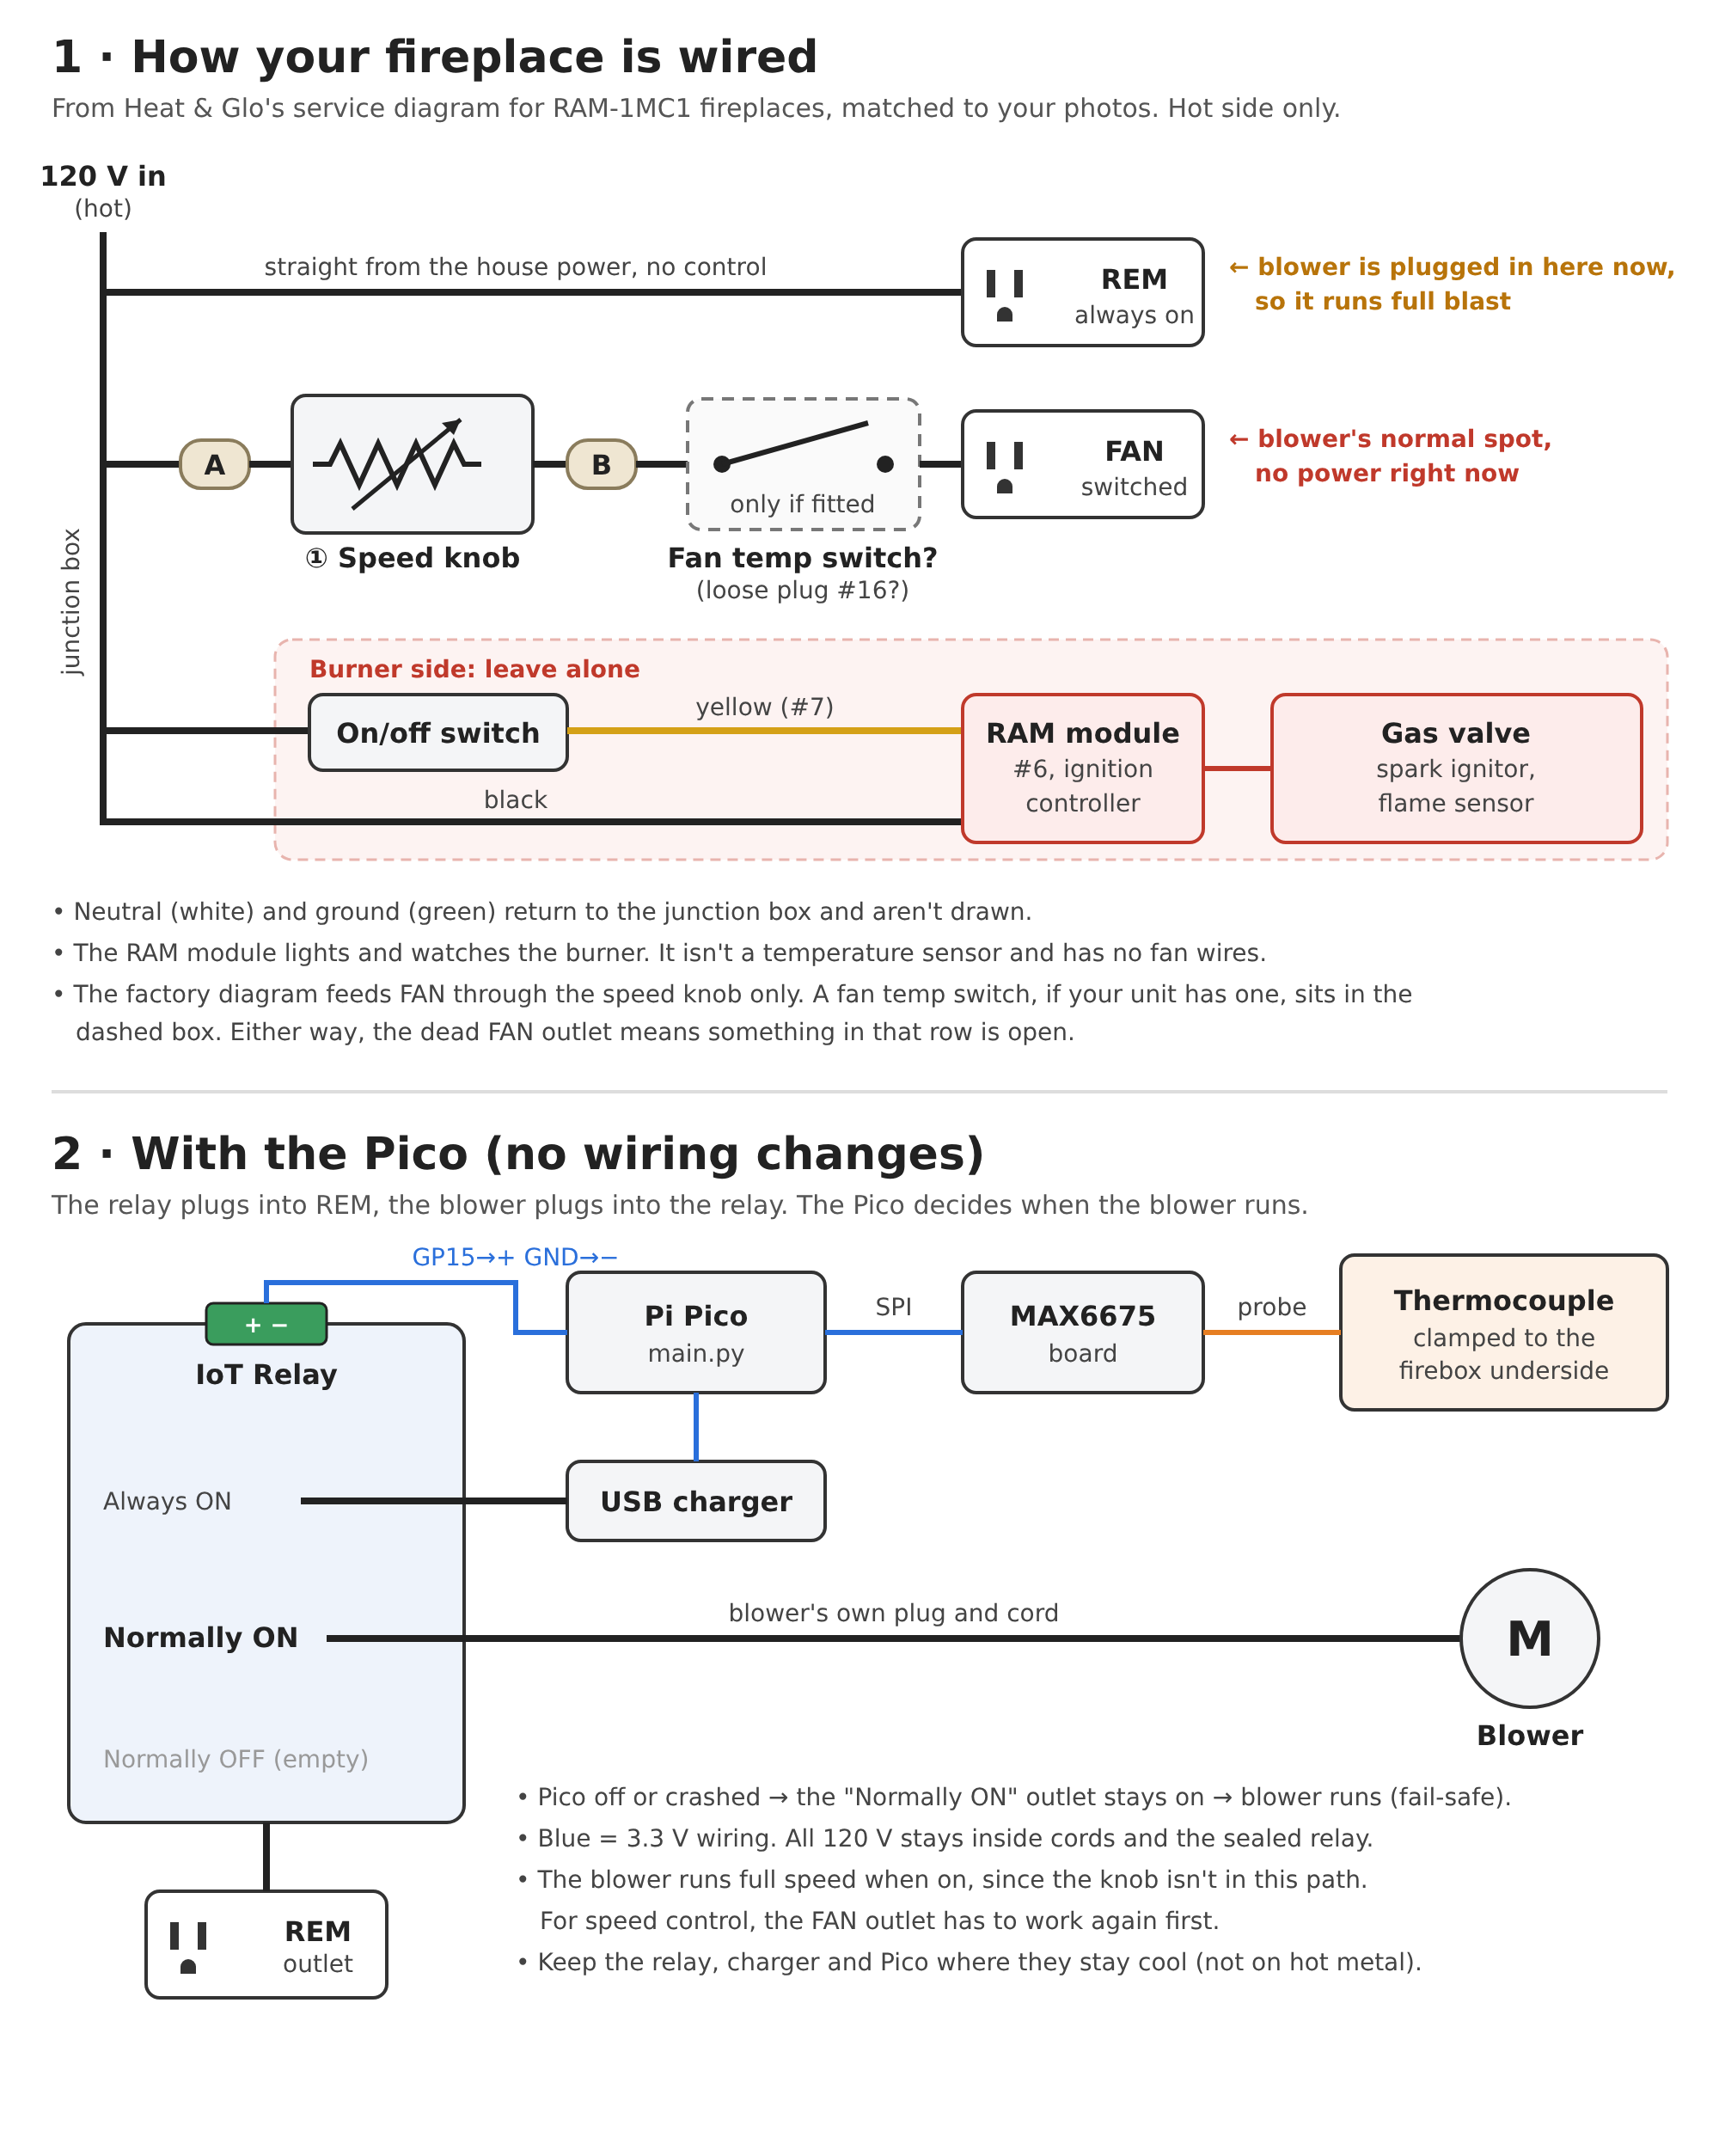 1 · How your fireplace is wired
From Heat & Glo's service diagram for RAM-1MC1 fireplaces, matched to your photos. Hot side only.
120 V in
(hot)
straight from the house power, no control
REM
always on
← blower is plugged in here now,
so it runs full blast
A
B
only if fitted
FAN
switched
← blower's normal spot,
no power right now
① Speed knob
Fan temp switch?
(loose plug #16?)
junction box
Burner side: leave alone
On/off switch
yellow (#7)
black
RAM module
#6, ignition
controller
Gas valve
spark ignitor,
flame sensor
• Neutral (white) and ground (green) return to the junction box and aren't drawn.
• The RAM module lights and watches the burner. It isn't a temperature sensor and has no fan wires.
• The factory diagram feeds FAN through the speed knob only. A fan temp switch, if your unit has one, sits in the
dashed box. Either way, the dead FAN outlet means something in that row is open.
2 · With the Pico (no wiring changes)
The relay plugs into REM, the blower plugs into the relay. The Pico decides when the blower runs.
GP15→+ GND→−
+ −
IoT Relay
Pi Pico
main.py
SPI
MAX6675
board
probe
Thermocouple
clamped to the
firebox underside
Always ON
USB charger
Normally ON
blower's own plug and cord
M
Blower
Normally OFF (empty)
• Pico off or crashed → the "Normally ON" outlet stays on → blower runs (fail-safe).
• Blue = 3.3 V wiring. All 120 V stays inside cords and the sealed relay.
• The blower runs full speed when on, since the knob isn't in this path.
For speed control, the FAN outlet has to work again first.
• Keep the relay, charger and Pico where they stay cool (not on hot metal).
REM
outlet